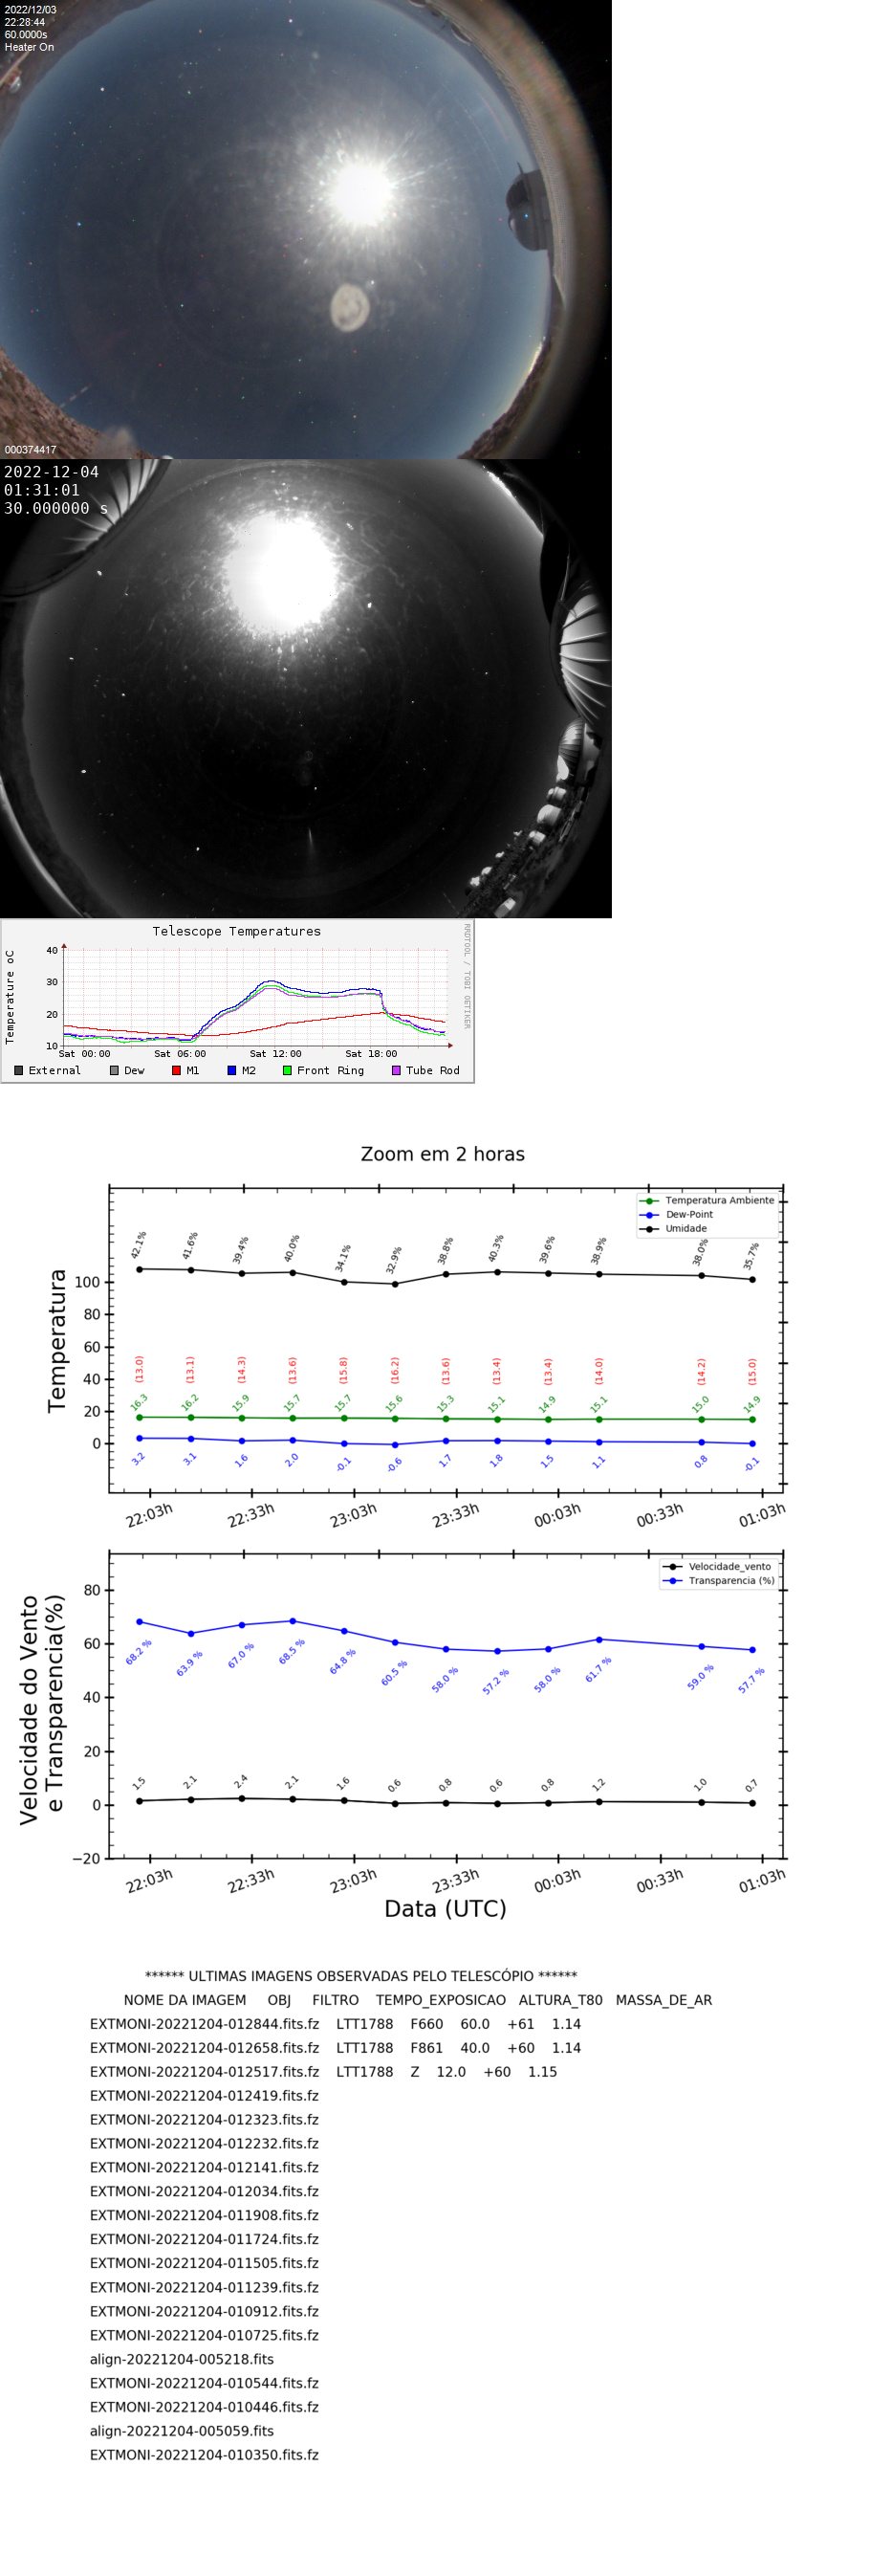 2022/12/03
22:28:44
60.0000s
Heater On
000374417
2022-12-04
01:31:01
30.000000 s
Telescope Temperatures
RRDTOOL / TOBI OETIKER
Temperature oC
40
30
20
10
Sat 00:00 Sat 06:00 Sat 12:00 Sat 18:00
External Dew M1 M2 Front Ring Tube Rod
Zoom em 2 horas
Temperatura
Temperatura Ambiente
Dew-Point
Umidade
42.1% 41.6% 39.4% 40.0% 34.1% 32.9% 38.8% 40.3% 39.6% 38.9% 38.0% 35.7%
100
80
60
40
20
0
(13.0) (13.1) (14.3) (13.6) (15.8) (16.2) (13.6) (13.4) (13.4) (14.0) (14.2) (15.0)
16.3 16.2 15.9 15.7 15.7 15.6 15.3 15.1 14.9 15.1 15.0 14.9
3.2 3.1 1.6 2.0 -0.1 -0.6 1.7 1.8 1.5 1.1 0.8 -0.1
22:03h 22:33h 23:03h 23:33h 00:03h 00:33h 01:03h
Velocidade do Vento
e Transparencia(%)
Velocidade_vento
Transparencia (%)
80
60
40
20
0
−20
68.2 % 63.9 % 67.0 % 68.5 % 64.8 % 60.5 % 58.0 % 57.2 % 58.0 % 61.7 % 59.0 % 57.7 %
1.5 2.1 2.4 2.1 1.6 0.6 0.8 0.6 0.8 1.2 1.0 0.7
22:03h 22:33h 23:03h 23:33h 00:03h 00:33h 01:03h
Data (UTC)
****** ULTIMAS IMAGENS OBSERVADAS PELO TELESCÓPIO ******
NOME DA IMAGEM OBJ FILTRO TEMPO_EXPOSICAO ALTURA_T80 MASSA_DE_AR
EXTMONI-20221204-012844.fits.fz LTT1788 F660 60.0 +61 1.14
EXTMONI-20221204-012658.fits.fz LTT1788 F861 40.0 +60 1.14
EXTMONI-20221204-012517.fits.fz LTT1788 Z 12.0 +60 1.15
EXTMONI-20221204-012419.fits.fz
EXTMONI-20221204-012323.fits.fz
EXTMONI-20221204-012232.fits.fz
EXTMONI-20221204-012141.fits.fz
EXTMONI-20221204-012034.fits.fz
EXTMONI-20221204-011908.fits.fz
EXTMONI-20221204-011724.fits.fz
EXTMONI-20221204-011505.fits.fz
EXTMONI-20221204-011239.fits.fz
EXTMONI-20221204-010912.fits.fz
EXTMONI-20221204-010725.fits.fz
align-20221204-005218.fits
EXTMONI-20221204-010544.fits.fz
EXTMONI-20221204-010446.fits.fz
align-20221204-005059.fits
EXTMONI-20221204-010350.fits.fz